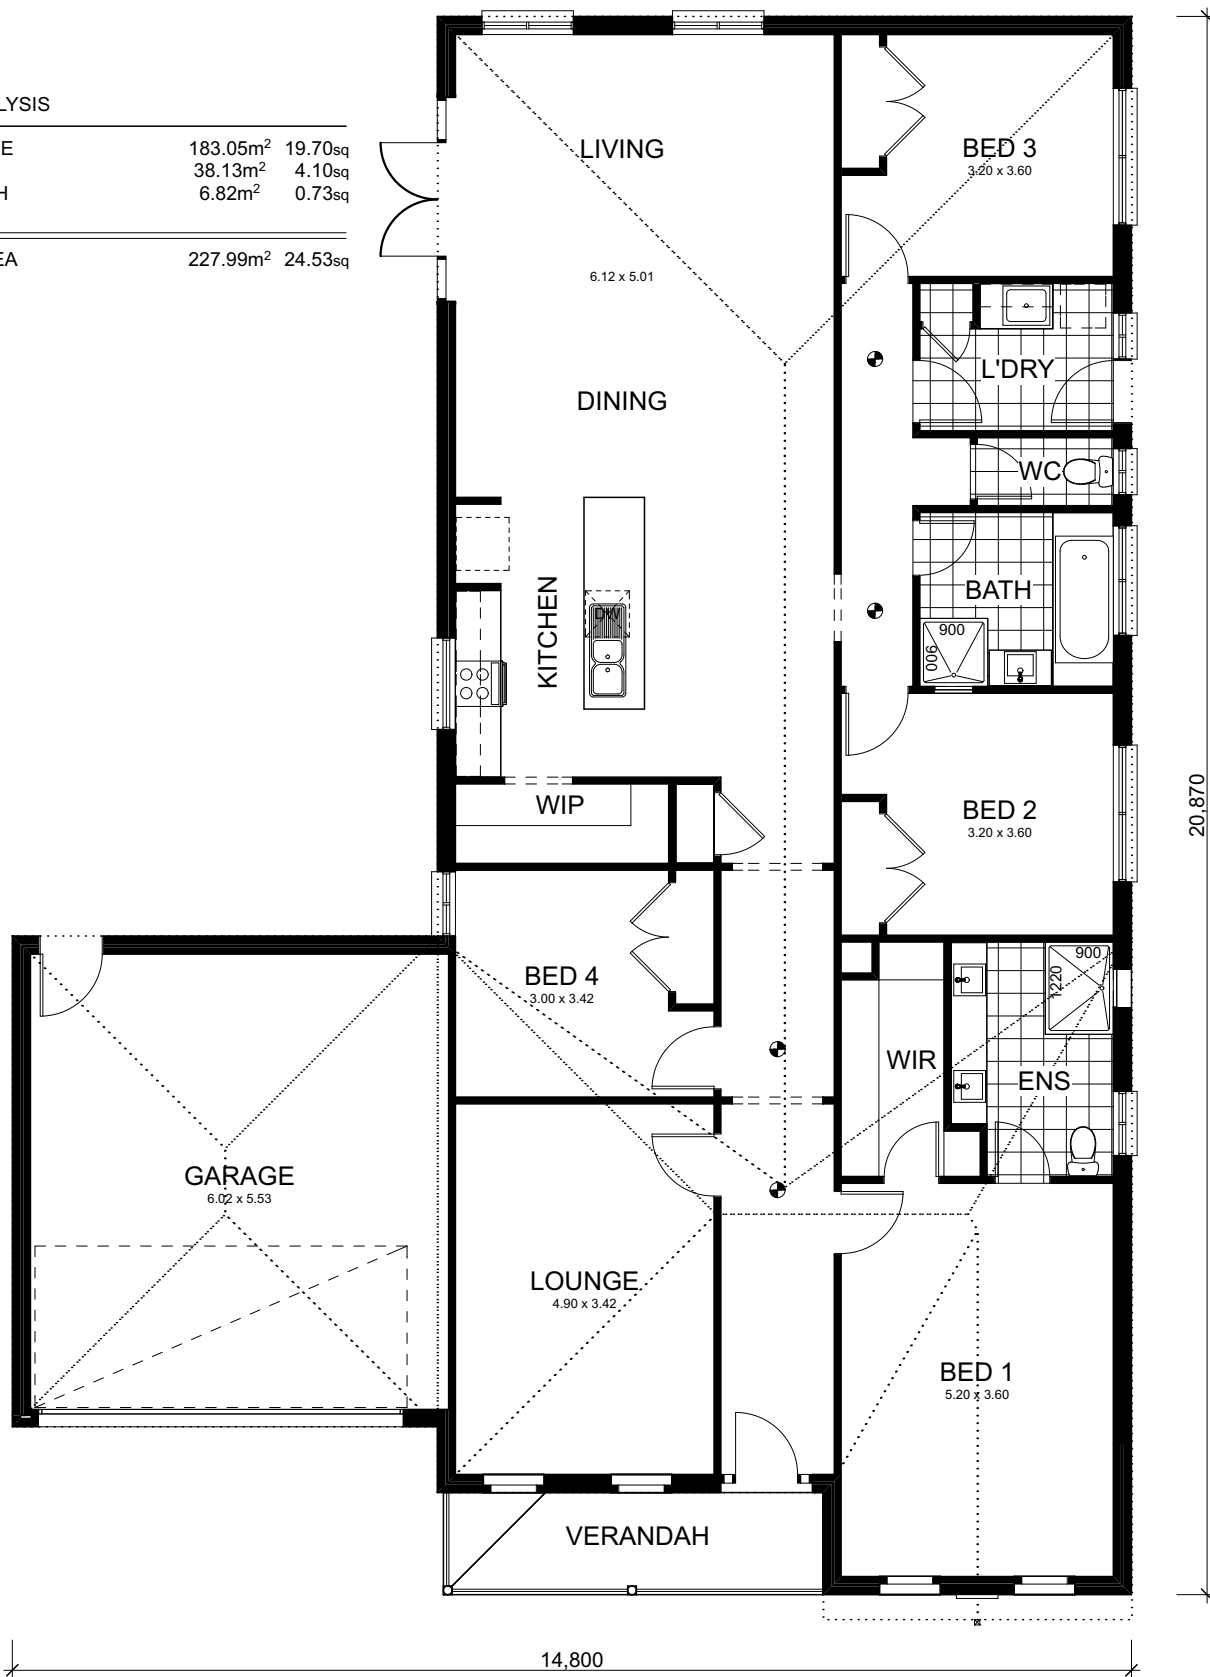 LYSIS
E 183.05m² 19.70sq
38.13m² 4.10sq
H 6.82m² 0.73sq
EA 227.99m² 24.53sq
LIVING
6.12 x 5.01
BED 3
3.20 x 3.60
L'DRY
DINING
WC
KITCHEN
DW
BATH
900
900
WIP
BED 2
3.20 x 3.60
20,870
BED 4
3.00 x 3.42
900
1220
WIR
ENS
GARAGE
6.02 x 5.53
LOUNGE
4.90 x 3.42
BED 1
5.20 x 3.60
VERANDAH
14,800